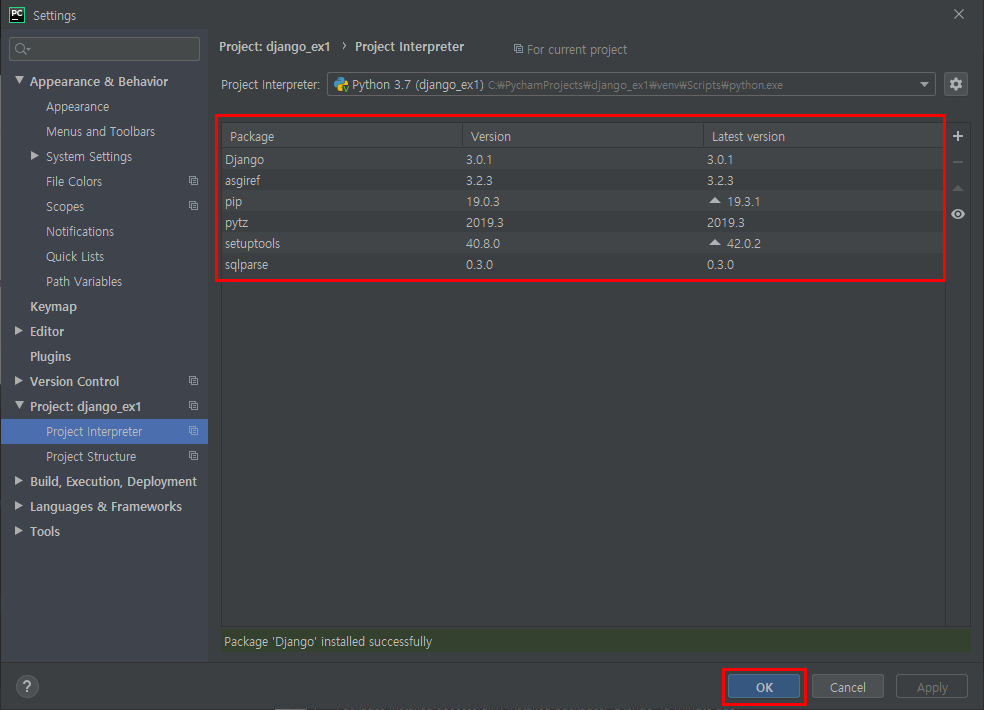 PC Settings
Appearance & Behavior
Appearance
Menus and Toolbars
System Settings
File Colors
Scopes
Notifications
Quick Lists
Path Variables
Keymap
Editor
Plugins
Version Control
Project: django_ex1
Project Interpreter
Project Structure
Build, Execution, Deployment
Languages & Frameworks
Tools
Project: django_ex1 › Project Interpreter For current project
Project Interpreter: Python 3.7 (django_ex1) C:₩PychamProjects₩django_ex1₩venv₩Scripts₩python.exe
Package Version Latest version
Django 3.0.1 3.0.1
asgiref 3.2.3 3.2.3
pip 19.0.3 19.3.1
pytz 2019.3 2019.3
setuptools 40.8.0 42.0.2
sqlparse 0.3.0 0.3.0
Package 'Django' installed successfully
? OK Cancel Apply